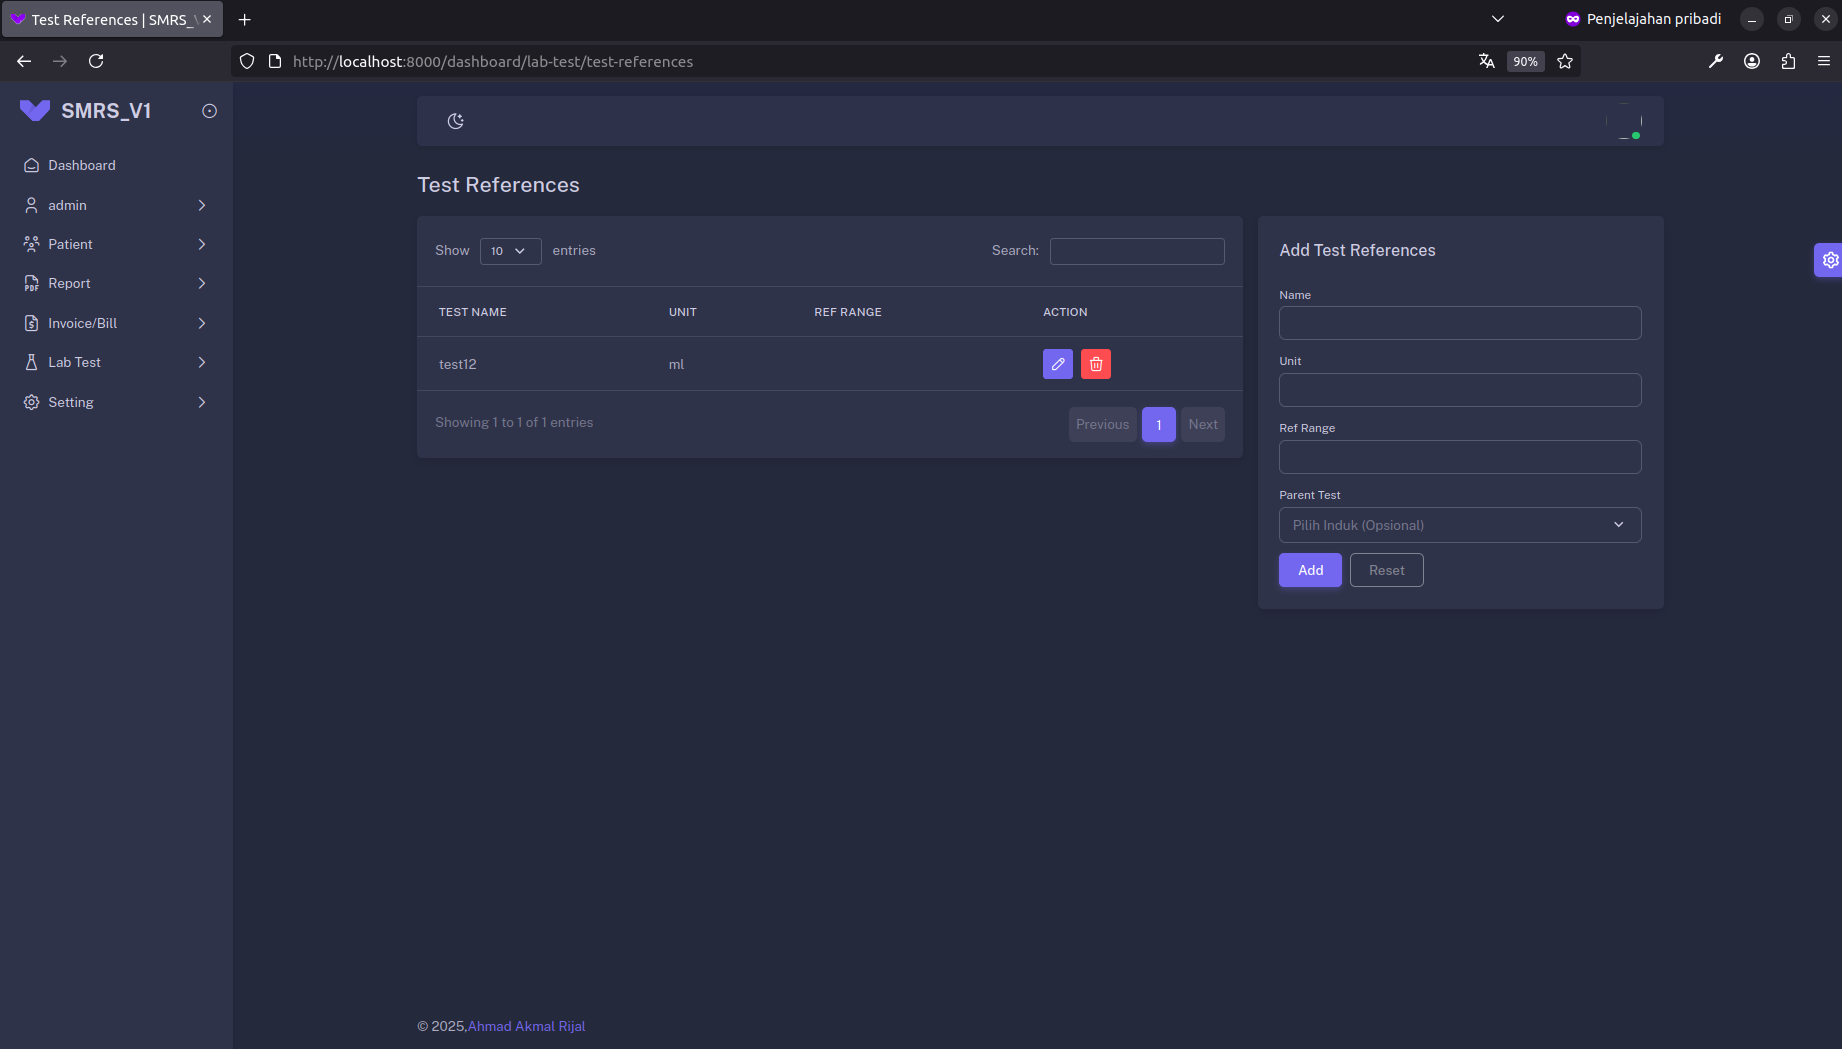 Test References | SMRS_V
Penjelajahan pribadi
http://localhost:8000/dashboard/lab-test/test-references
90%
SMRS_V1
Dashboard
admin
Patient
Report
Invoice/Bill
Lab Test
Setting
Test References
Show 10 entries
Search:
TEST NAME UNIT REF RANGE ACTION
test12 ml
Showing 1 to 1 of 1 entries
Previous 1 Next
Add Test References
Name
Unit
Ref Range
Parent Test
Pilih Induk (Opsional)
Add Reset
© 2025,Ahmad Akmal Rijal